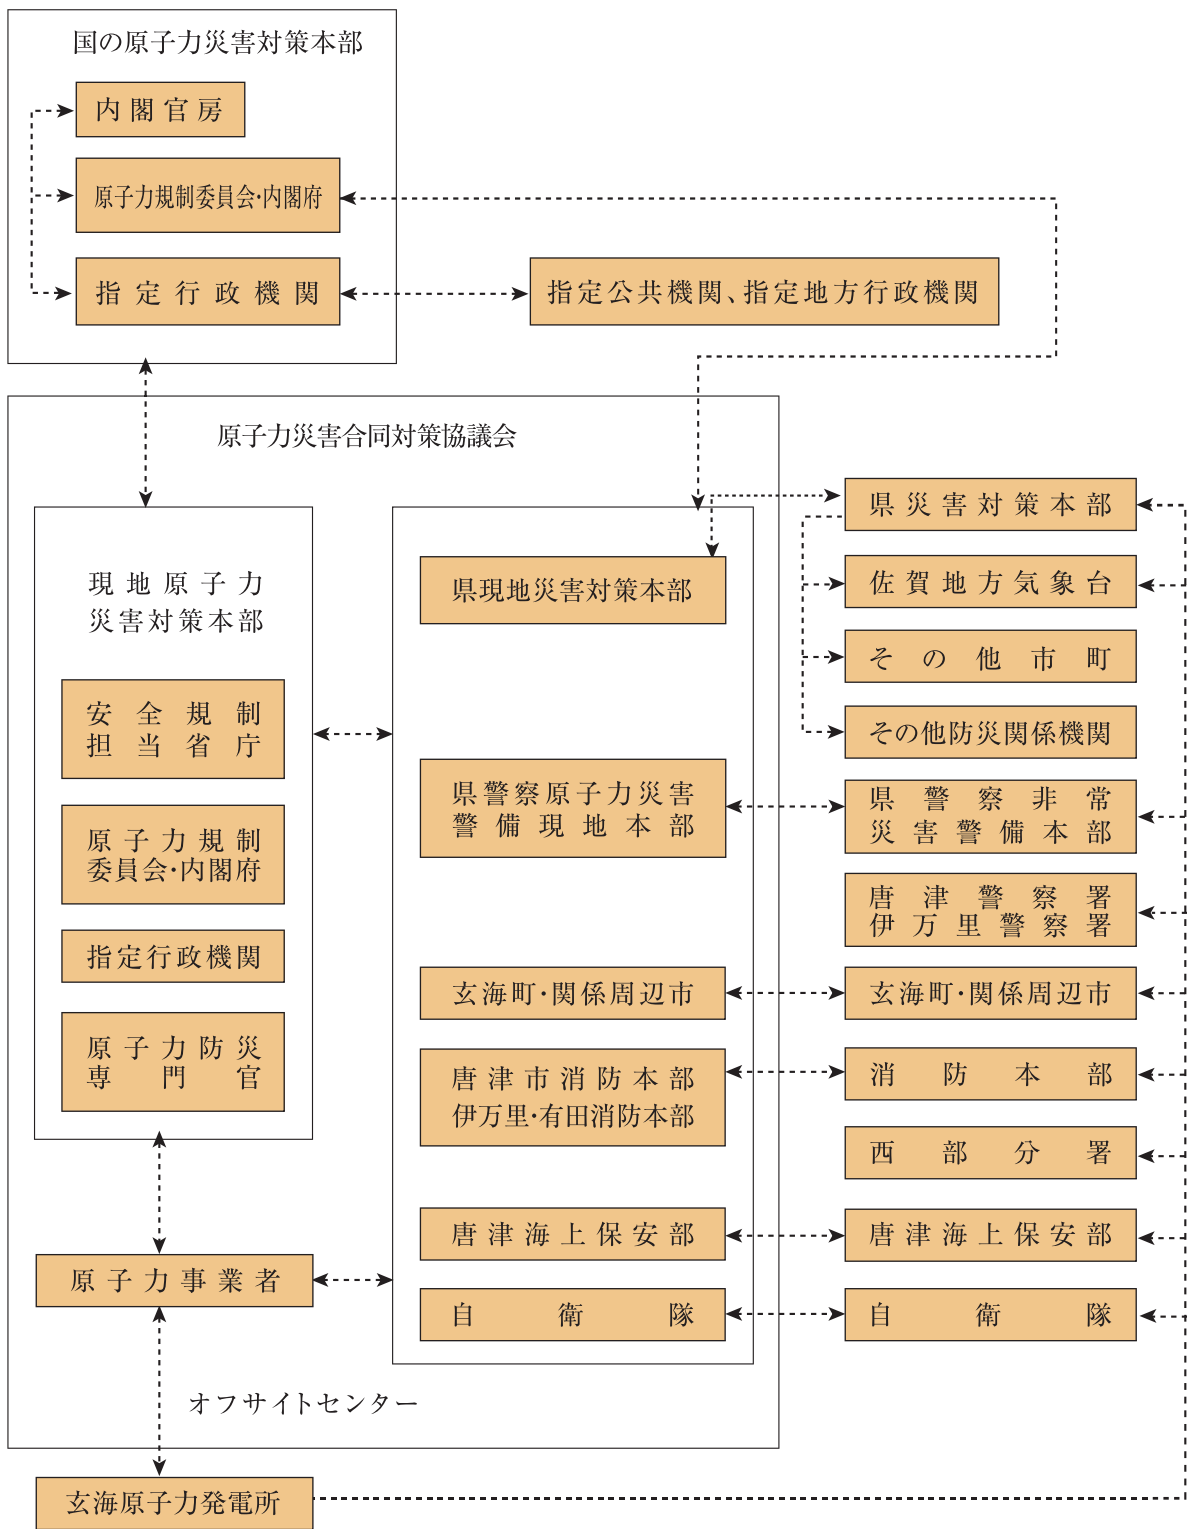 国の原子力災害対策本部
内閣官房
原子力規制委員会・内閣府
指定行政機関
指定公共機関、指定地方行政機関
原子力災害合同対策協議会
現地原子力
災害対策本部
安全規制
担当省庁
原子力規制
委員会・内閣府
指定行政機関
原子力防災
専門官
原子力事業者
オフサイトセンター
玄海原子力発電所
県現地災害対策本部
県警察原子力災害
警備現地本部
玄海町・関係周辺市
唐津市消防本部
伊万里・有田消防本部
唐津海上保安部
自衛隊
県災害対策本部
佐賀地方気象台
その他市町
その他防災関係機関
県警察非常
災害警備本部
唐津警察署
伊万里警察署
玄海町・関係周辺市
消防本部
西部分署
唐津海上保安部
自衛隊